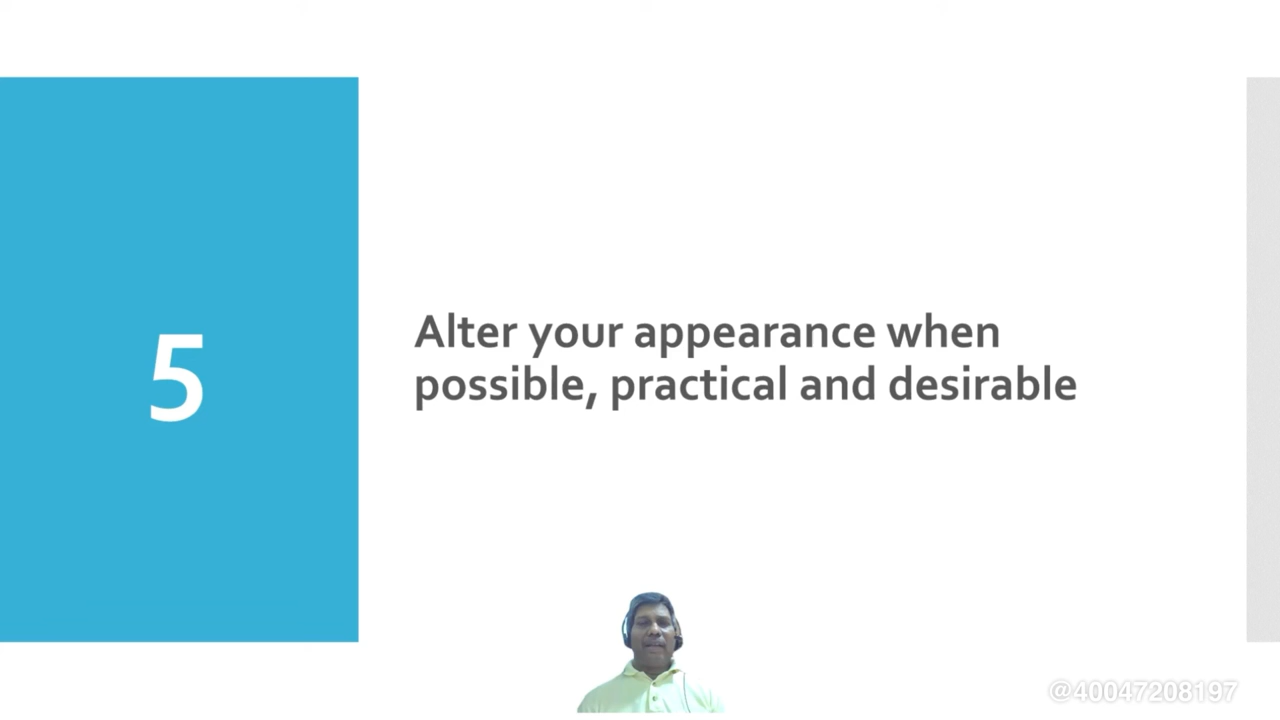 5
Alter your appearance when
possible, practical and desirable
@40047208197